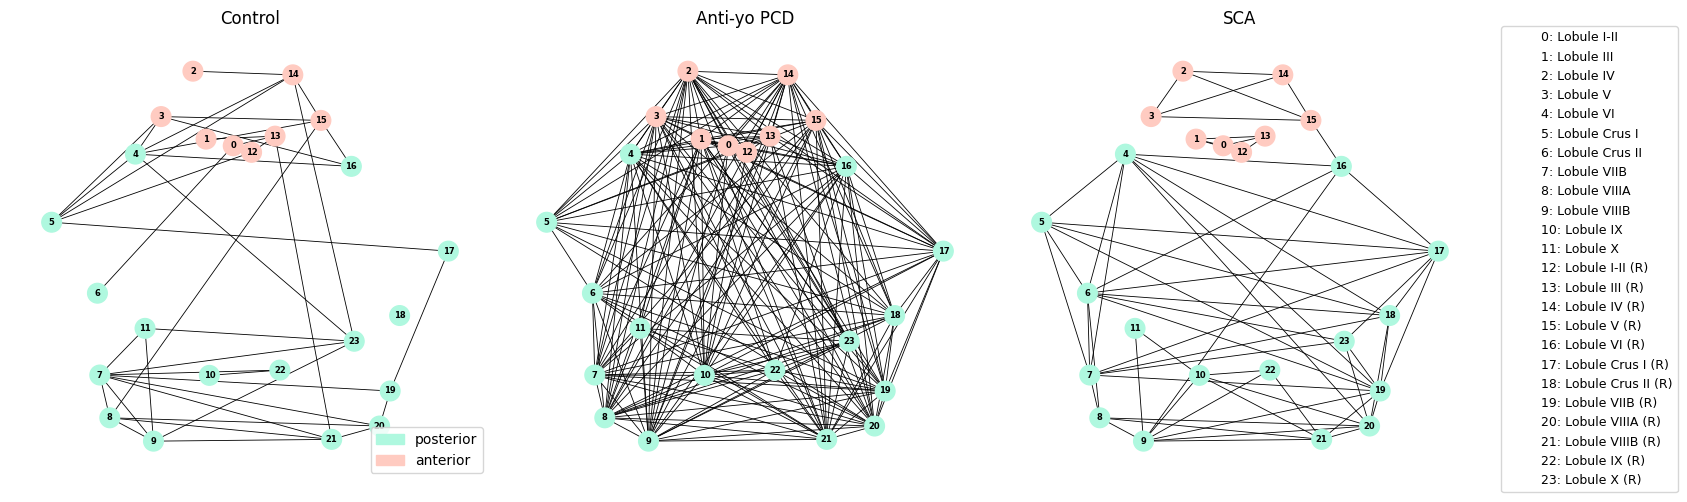 Control
2
14
3
15
1
13
0
12
4
16
5
17
6
18
11
23
22
10
7
19
8
20
21
9
posterior
anterior
Anti-yo PCD
2
14
3
15
13
1
0
12
4
16
5
17
6
18
11
23
22
10
7
19
8
20
21
9
SCA
2
14
3
15
13
1
0
12
4
16
5
17
6
18
11
23
22
10
7
19
8
20
21
9
0: Lobule I-II
1: Lobule III
2: Lobule IV
3: Lobule V
4: Lobule VI
5: Lobule Crus I
6: Lobule Crus II
7: Lobule VIIB
8: Lobule VIIIA
9: Lobule VIIIB
10: Lobule IX
11: Lobule X
12: Lobule I-II (R)
13: Lobule III (R)
14: Lobule IV (R)
15: Lobule V (R)
16: Lobule VI (R)
17: Lobule Crus I (R)
18: Lobule Crus II (R)
19: Lobule VIIB (R)
20: Lobule VIIIA (R)
21: Lobule VIIIB (R)
22: Lobule IX (R)
23: Lobule X (R)